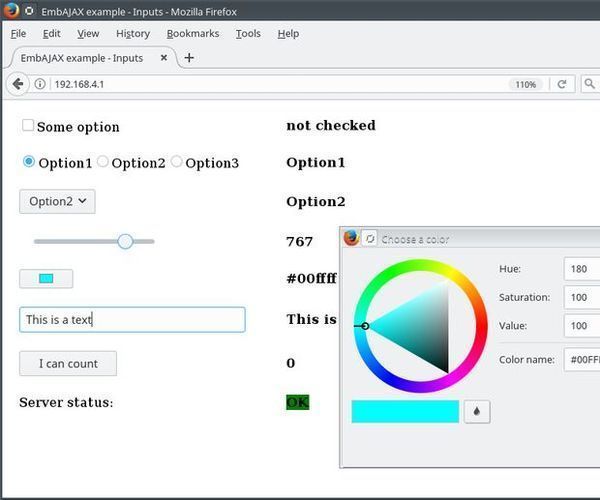 EmbAJAX example - Inputs - Mozilla Firefox
File Edit View History Bookmarks Tools Help
EmbAJAX example - Inputs × +
192.168.4.1 110%
Some option not checked
Option1 Option2 Option3 Option1
Option2 Option2
767
#00ffff
This is a text This is
I can count 0
Server status: OK
Choose a color
Hue: 180
Saturation: 100
Value: 100
Color name: #00FF